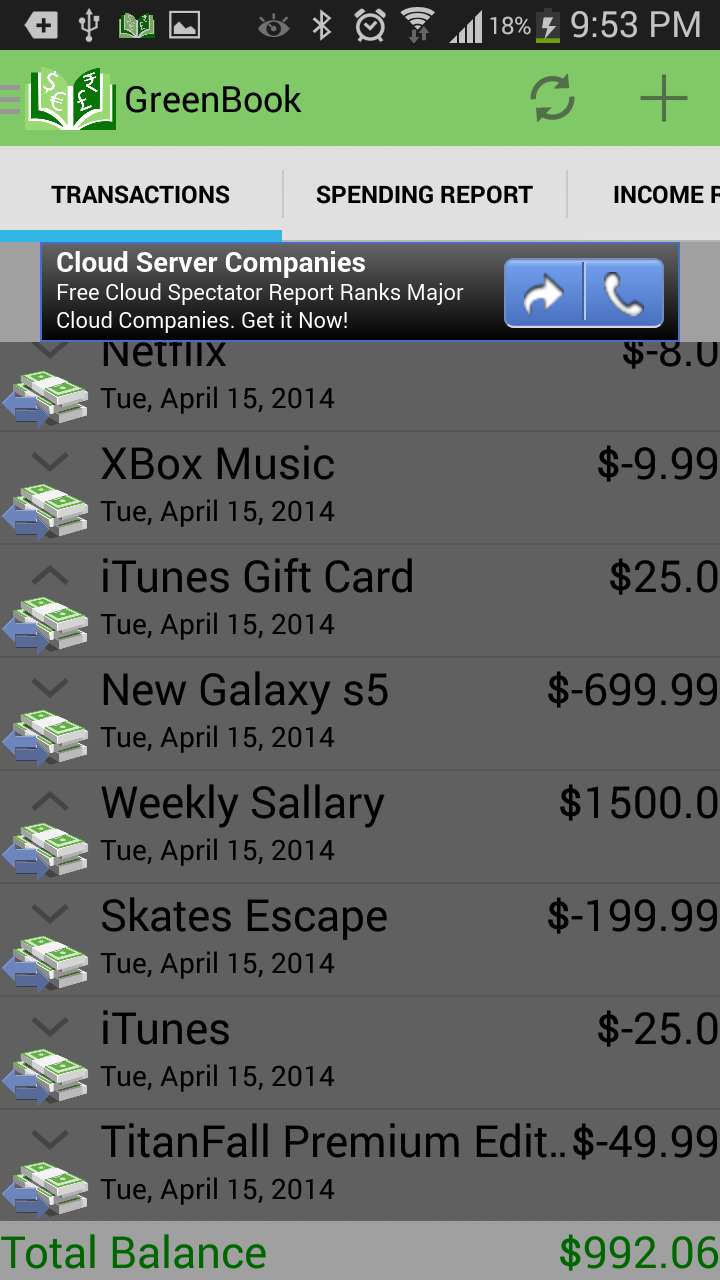 18% 9:53 PM
GreenBook
TRANSACTIONS SPENDING REPORT INCOME
Cloud Server Companies
Free Cloud Spectator Report Ranks Major
Cloud Companies. Get it Now!
Netflix $-8.0
Tue, April 15, 2014
XBox Music $-9.99
Tue, April 15, 2014
iTunes Gift Card $25.0
Tue, April 15, 2014
New Galaxy s5 $-699.99
Tue, April 15, 2014
Weekly Sallary $1500.0
Tue, April 15, 2014
Skates Escape $-199.99
Tue, April 15, 2014
iTunes $-25.0
Tue, April 15, 2014
TitanFall Premium Edit.. $-49.99
Tue, April 15, 2014
Total Balance $992.06